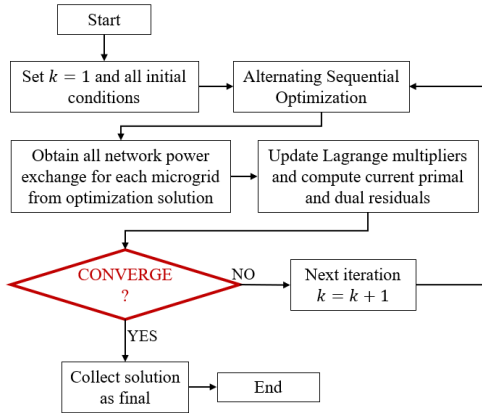 Start
Set k = 1 and all initial
conditions
Alternating Sequential
Optimization
Obtain all network power
exchange for each microgrid
from optimization solution
Update Lagrange multipliers
and compute current primal
and dual residuals
CONVERGE
?
NO
Next iteration
k = k + 1
YES
Collect solution
as final
End